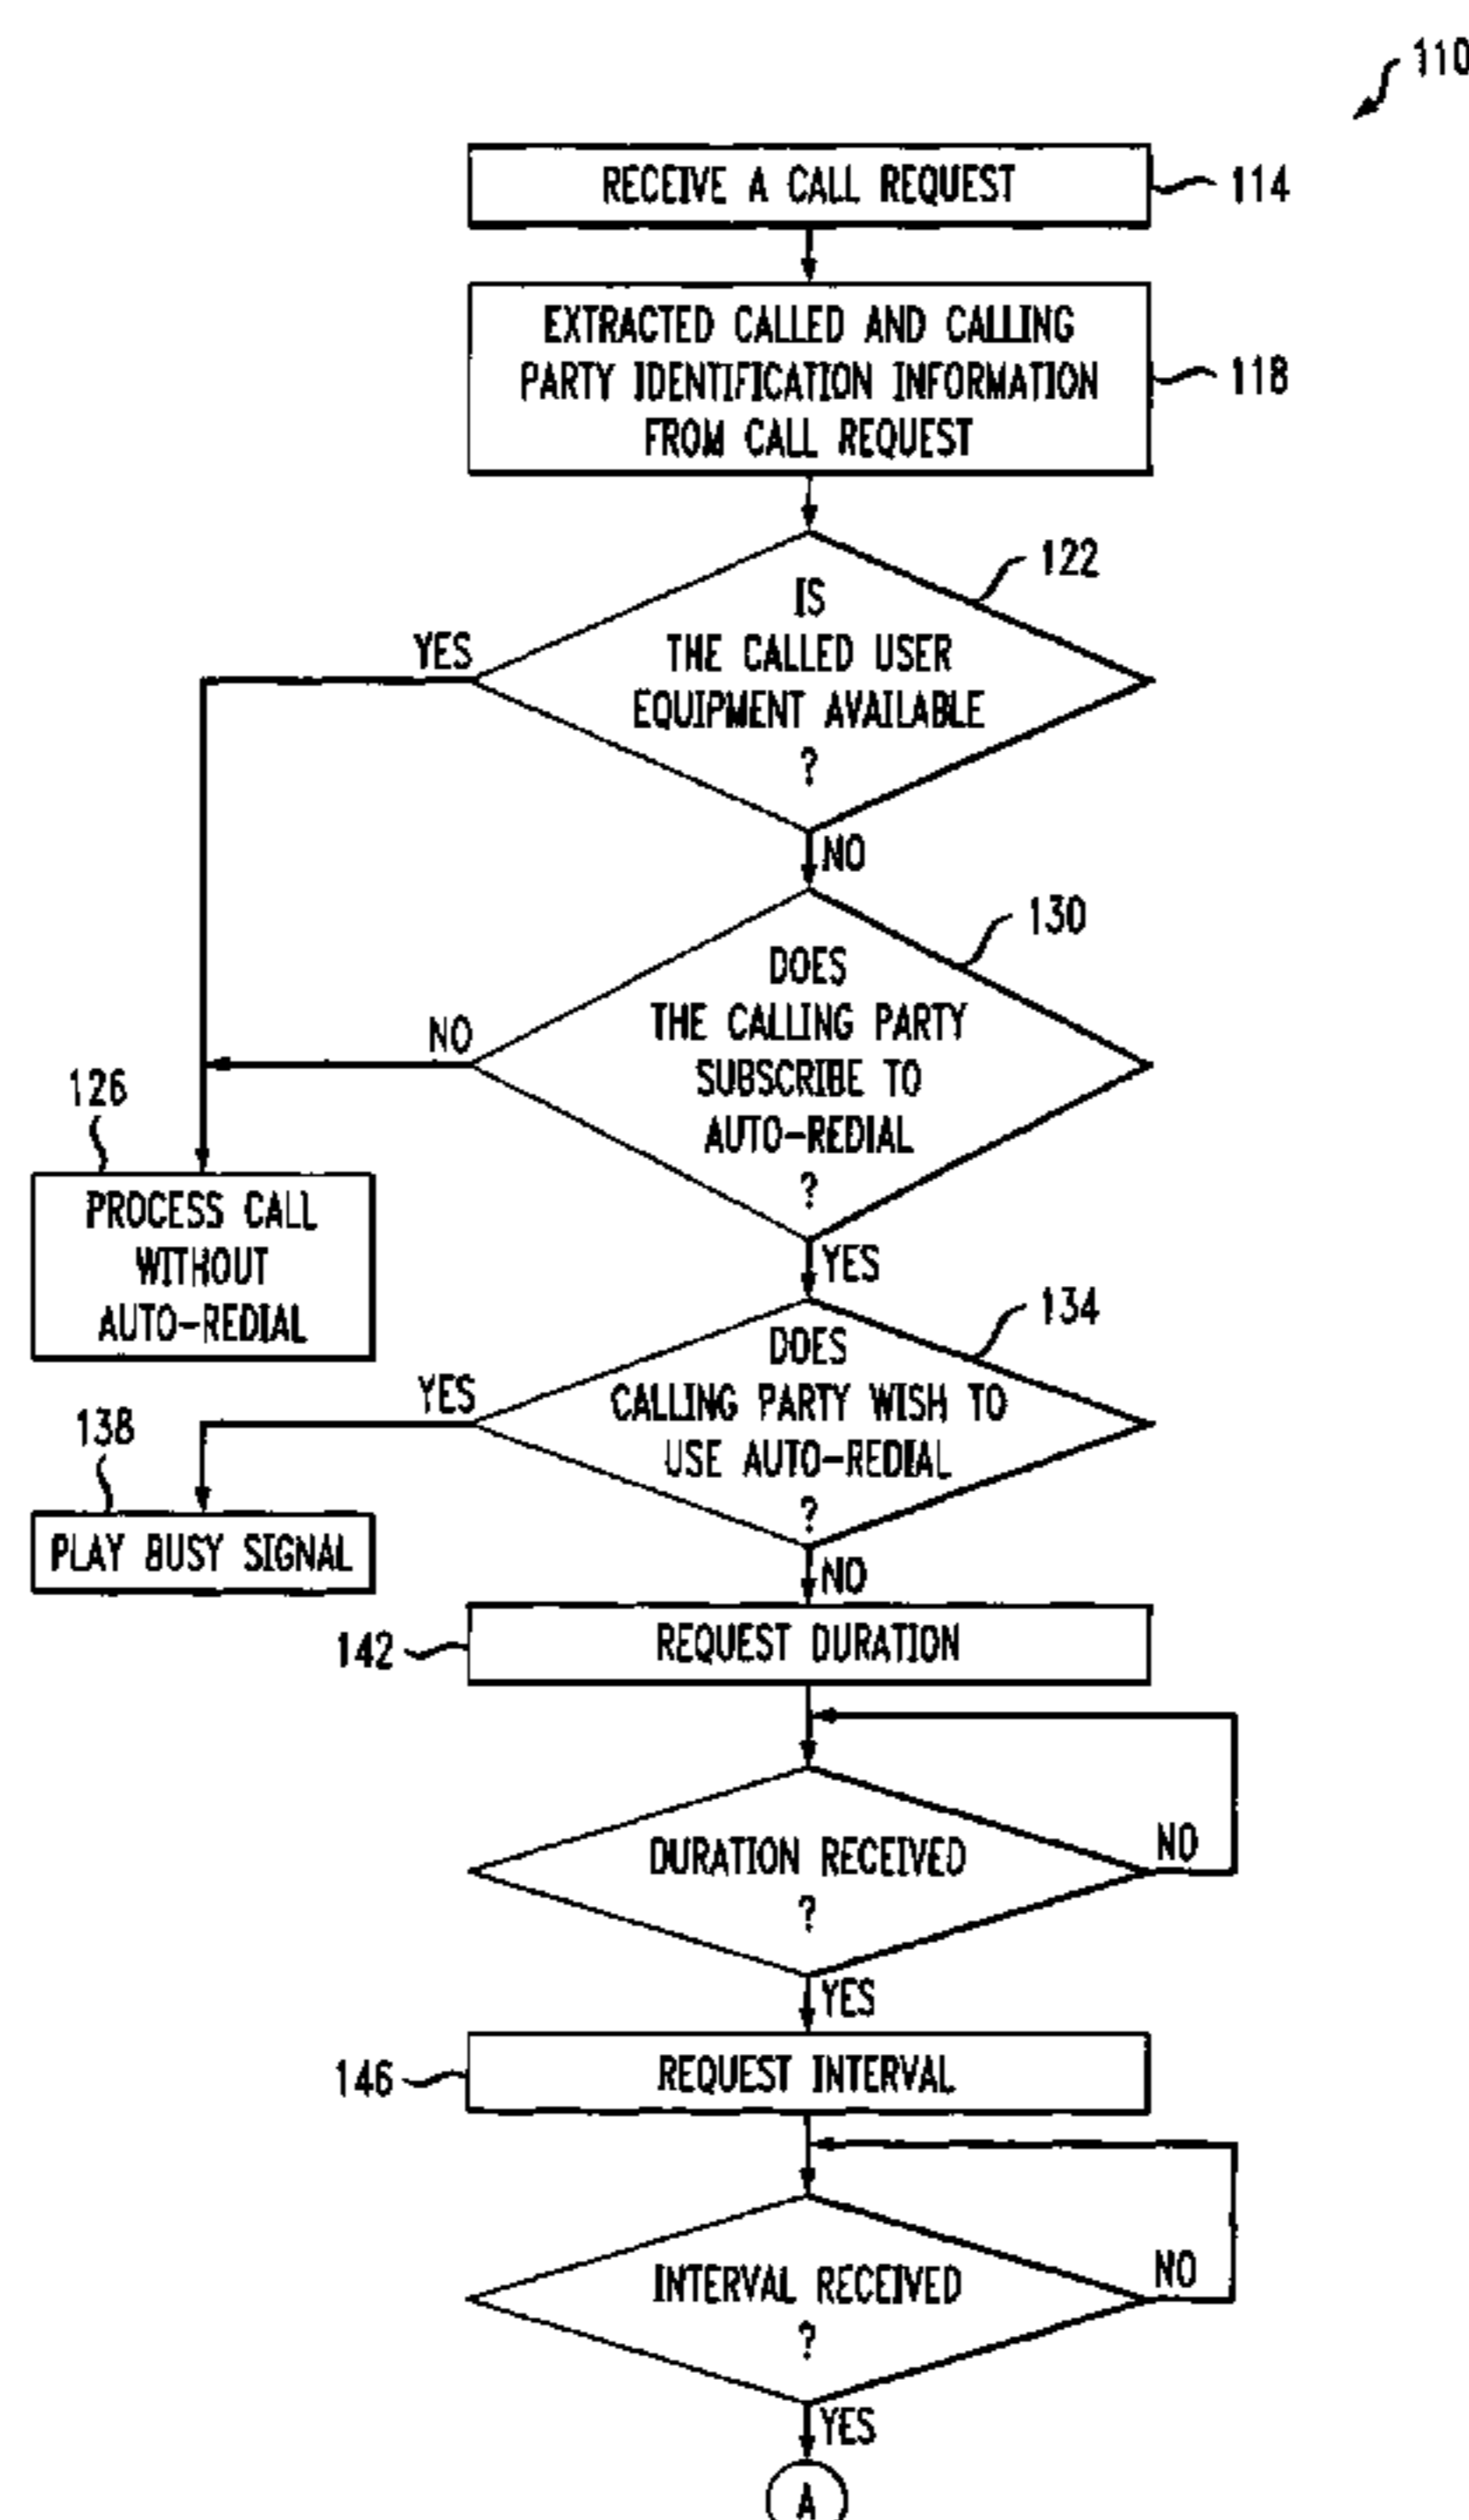 110
RECEIVE A CALL REQUEST
114
EXTRACTED CALLED AND CALLING
PARTY IDENTIFICATION INFORMATION
FROM CALL REQUEST
118
122
IS
THE CALLED USER
EQUIPMENT AVAILABLE
?
YES
NO
130
DOES
THE CALLING PARTY
SUBSCRIBE TO
AUTO-REDIAL
?
NO
YES
126
PROCESS CALL
WITHOUT
AUTO-REDIAL
134
DOES
CALLING PARTY WISH TO
USE AUTO-REDIAL
?
YES
NO
138
PLAY BUSY SIGNAL
142
REQUEST DURATION
DURATION RECEIVED
?
NO
YES
146
REQUEST INTERVAL
INTERVAL RECEIVED
?
NO
YES
A